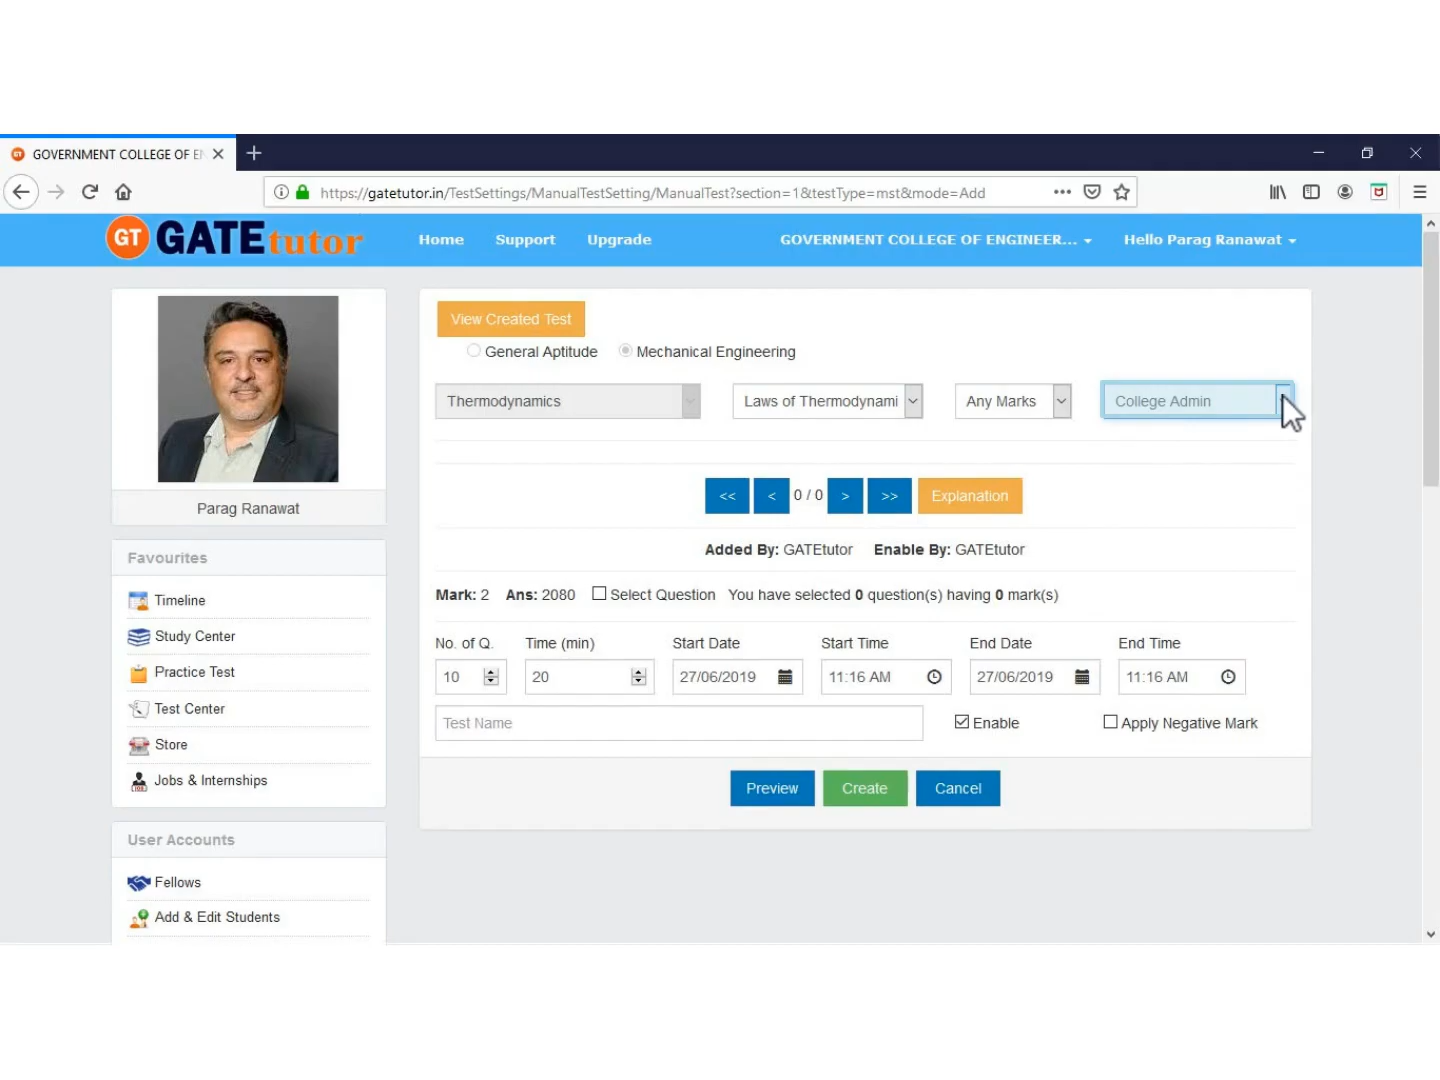 GOVERNMENT COLLEGE OF EN
https://gatetutor.in/TestSettings/ManualTestSetting/ManualTest?section=1&testType=mst&mode=Add
GT GATEtutor Home Support Upgrade GOVERNMENT COLLEGE OF ENGINEER... Hello Parag Ranawat
View Created Test
General Aptitude Mechanical Engineering
Thermodynamics Laws of Thermodynami Any Marks College Admin
<< < 0 / 0 > >> Explanation
Parag Ranawat
Added By: GATEtutor Enable By: GATEtutor
Favourites
Mark: 2 Ans: 2080 Select Question You have selected 0 question(s) having 0 mark(s)
Timeline
Study Center
Practice Test
Test Center
Store
Jobs & Internships
No. of Q. Time (min) Start Date Start Time End Date End Time
10 20 27/06/2019 11:16 AM 27/06/2019 11:16 AM
Test Name Enable Apply Negative Mark
Preview Create Cancel
User Accounts
Fellows
Add & Edit Students